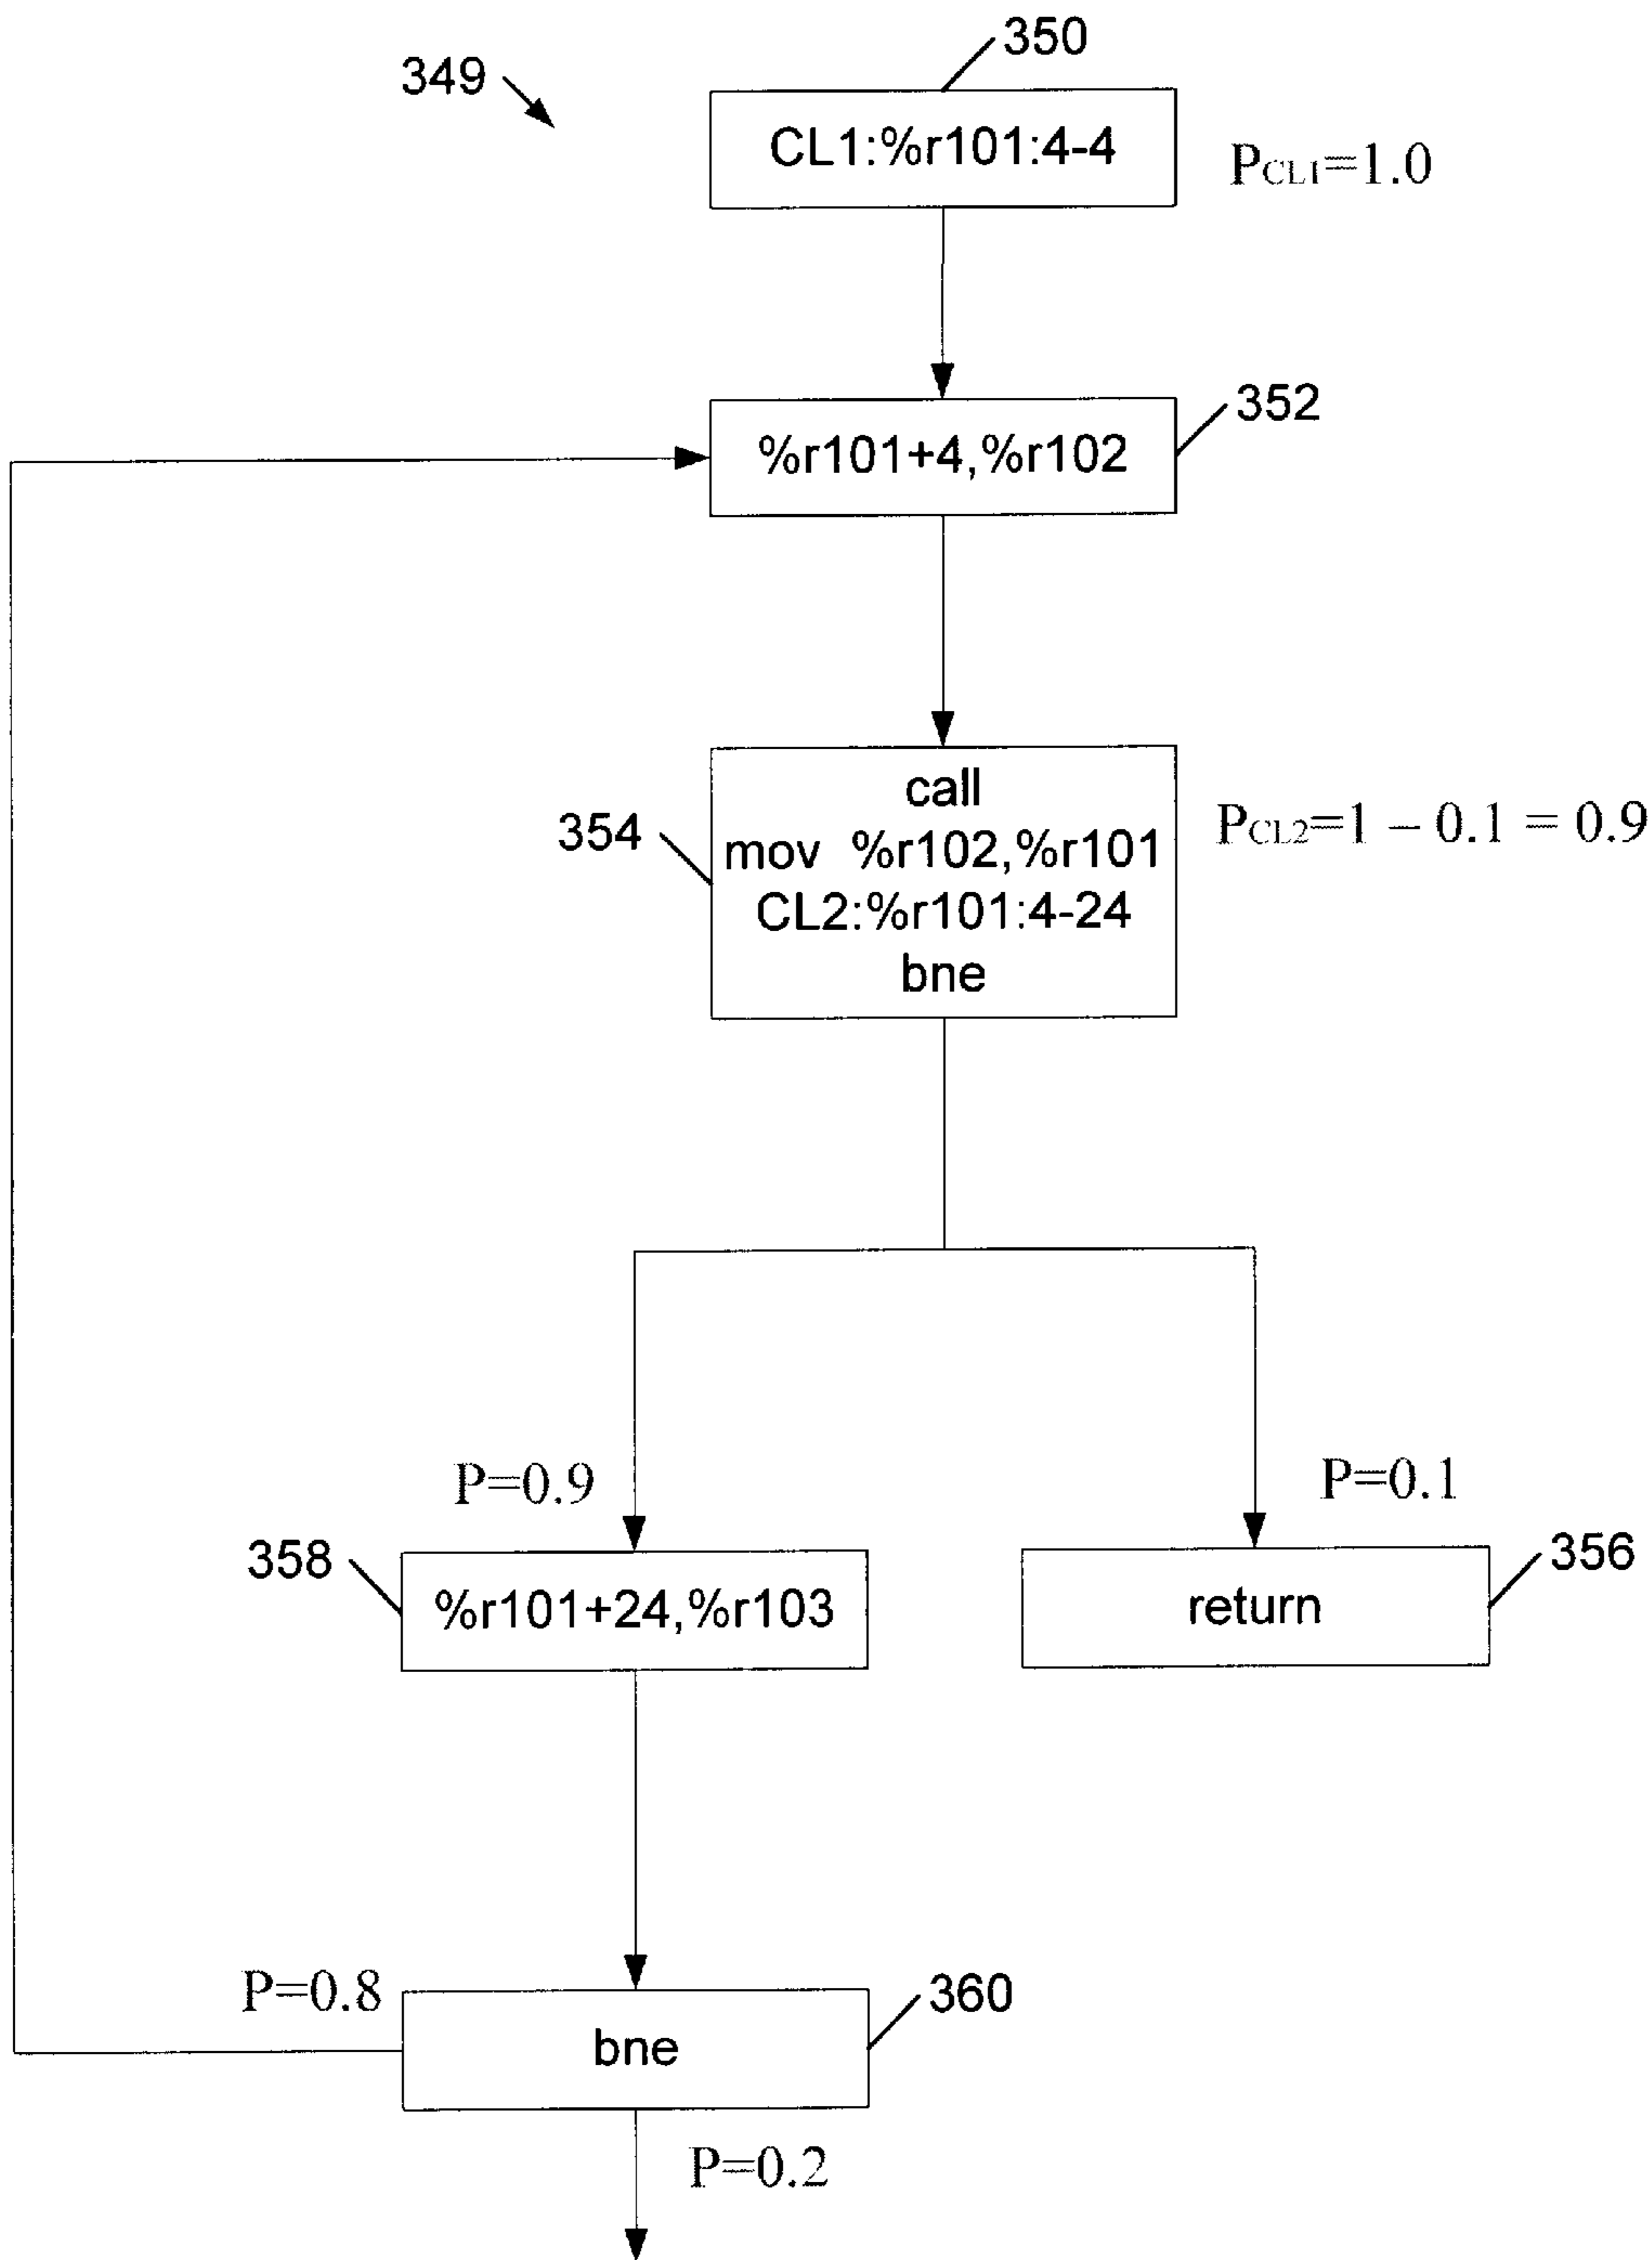 350
349
CL1:%r101:4-4
PCL1=1.0
352
%r101+4,%r102
354
call
mov %r102,%r101
CL2:%r101:4-24
bne
PCL2=1 – 0.1 = 0.9
P=0.9
P=0.1
358
%r101+24,%r103
return
356
P=0.8
360
bne
P=0.2